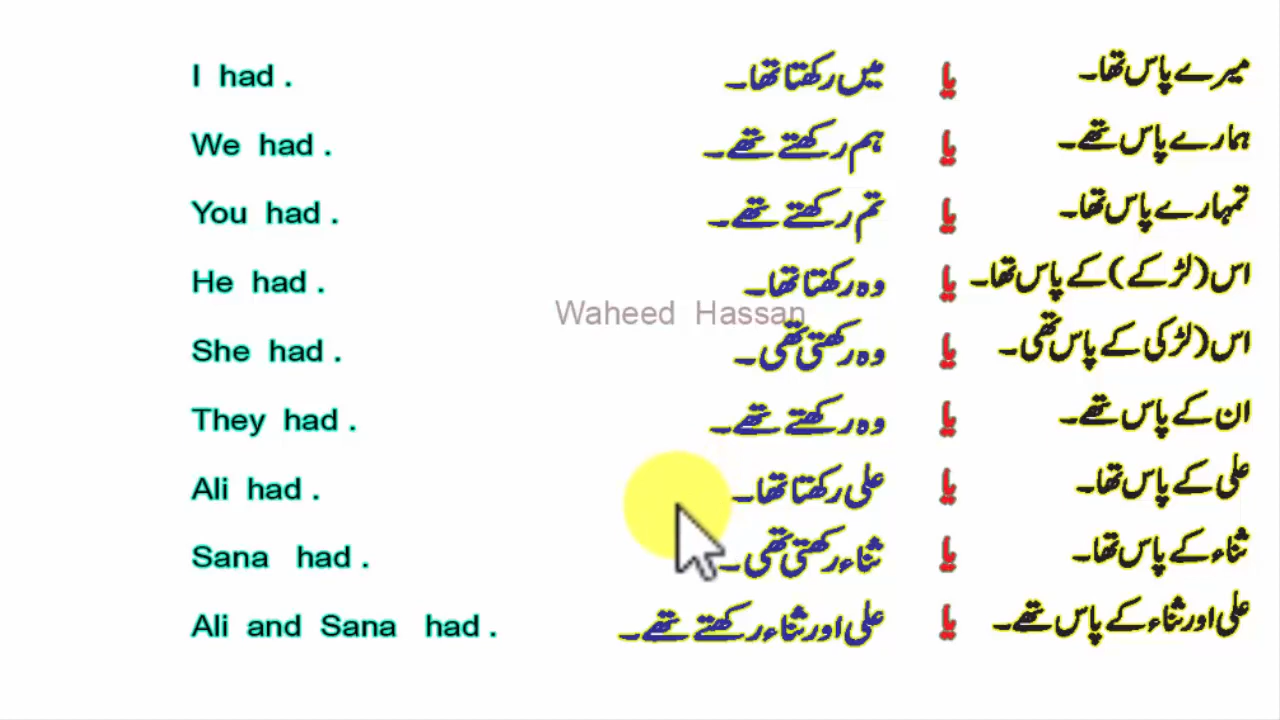 I had . میں رکھتا تھا۔ یا میرے پاس تھا۔
We had . ہم رکھتے تھے۔ یا ہمارے پاس تھے۔
You had . تم رکھتے تھے۔ یا تمہارے پاس تھا۔
He had . وہ رکھتا تھا۔ یا اس(لڑکے) کے پاس تھا۔
Waheed Hassan
She had . وہ رکھتی تھی۔ یا اس(لڑکی کے پاس تھی۔
They had . وہ رکھتے تھے۔ یا ان کے پاس تھے۔
Ali had . علی رکھتا تھا۔ یا علی کے پاس تھا۔
Sana had . ثناء رکھتی تھی۔ یا ثناء کے پاس تھا۔
Ali and Sana had . علی اور ثناء رکھتے تھے۔ یا علی اور ثناء کے پاس تھے۔